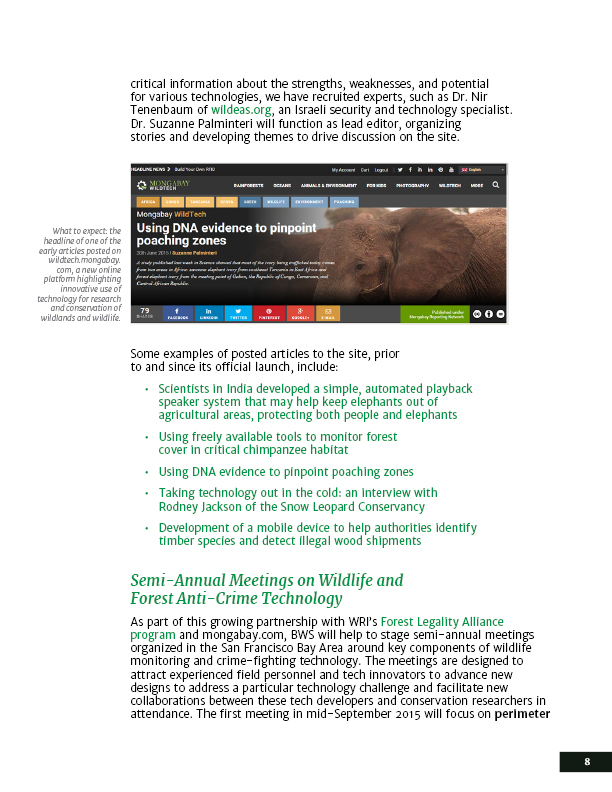 critical information about the strengths, weaknesses, and potential
for various technologies, we have recruited experts, such as Dr. Nir
Tenenbaum of wildeas.org, an Israeli security and technology specialist.
Dr. Suzanne Palminteri will function as lead editor, organizing
stories and developing themes to drive discussion on the site.
What to expect: the
headline of one of the
early articles posted on
wildtech.mongabay.
com, a new online
platform highlighting
innovative use of
technology for research
and conservation of
wildlands and wildlife.
HEADLINE NEWS Build Your Own RFID My Account Cart Logout English
MONGABAY
WILDTECH
RAINFORESTS OCEANS ANIMALS & ENVIRONMENT FOR KIDS PHOTOGRAPHY WILDTECH MORE
AFRICA CONGO TANZANIA KENYA GREEN WILDLIFE ENVIRONMENT POACHING
Mongabay WildTech
Using DNA evidence to pinpoint
poaching zones
30th June 2015 / Suzanne Palminteri
A study published last week in Science showed that most of the ivory being trafficked today comes
from two areas in Africa: savanna elephant ivory from southeast Tanzania in East Africa and
forest elephant ivory from the meeting point of Gabon, the Republic of Congo, Cameroon, and
Central African Republic.
79
SHARES
FACEBOOK LINKEDIN TWITTER PINTEREST GOOGLE+ E-MAIL
Published under
Mongabay Reporting Network
Some examples of posted articles to the site, prior
to and since its official launch, include:
• Scientists in India developed a simple, automated playback
speaker system that may help keep elephants out of
agricultural areas, protecting both people and elephants
• Using freely available tools to monitor forest
cover in critical chimpanzee habitat
• Using DNA evidence to pinpoint poaching zones
• Taking technology out in the cold: an interview with
Rodney Jackson of the Snow Leopard Conservancy
• Development of a mobile device to help authorities identify
timber species and detect illegal wood shipments
Semi-Annual Meetings on Wildlife and
Forest Anti-Crime Technology
As part of this growing partnership with WRI's Forest Legality Alliance
program and mongabay.com, BWS will help to stage semi-annual meetings
organized in the San Francisco Bay Area around key components of wildlife
monitoring and crime-fighting technology. The meetings are designed to
attract experienced field personnel and tech innovators to advance new
designs to address a particular technology challenge and facilitate new
collaborations between these tech developers and conservation researchers in
attendance. The first meeting in mid-September 2015 will focus on perimeter
8